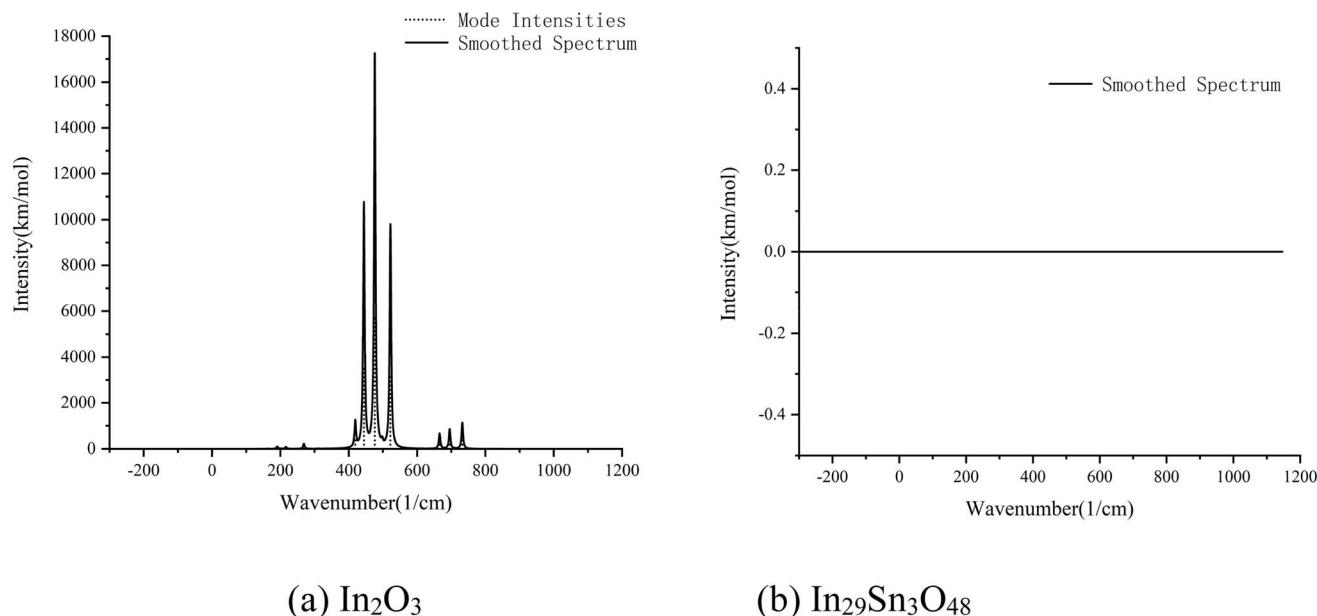 Mode Intensities
Smoothed Spectrum
18000
16000
14000
12000
10000
8000
6000
4000
2000
0
Intensity(km/mol)
-200 0 200 400 600 800 1000 1200
Wavenumber(1/cm)
(a) In₂O₃
Smoothed Spectrum
0.4
0.2
0.0
-0.2
-0.4
Intensity(km/mol)
-200 0 200 400 600 800 1000 1200
Wavenumber(1/cm)
(b) In₂₉Sn₃O₄₈